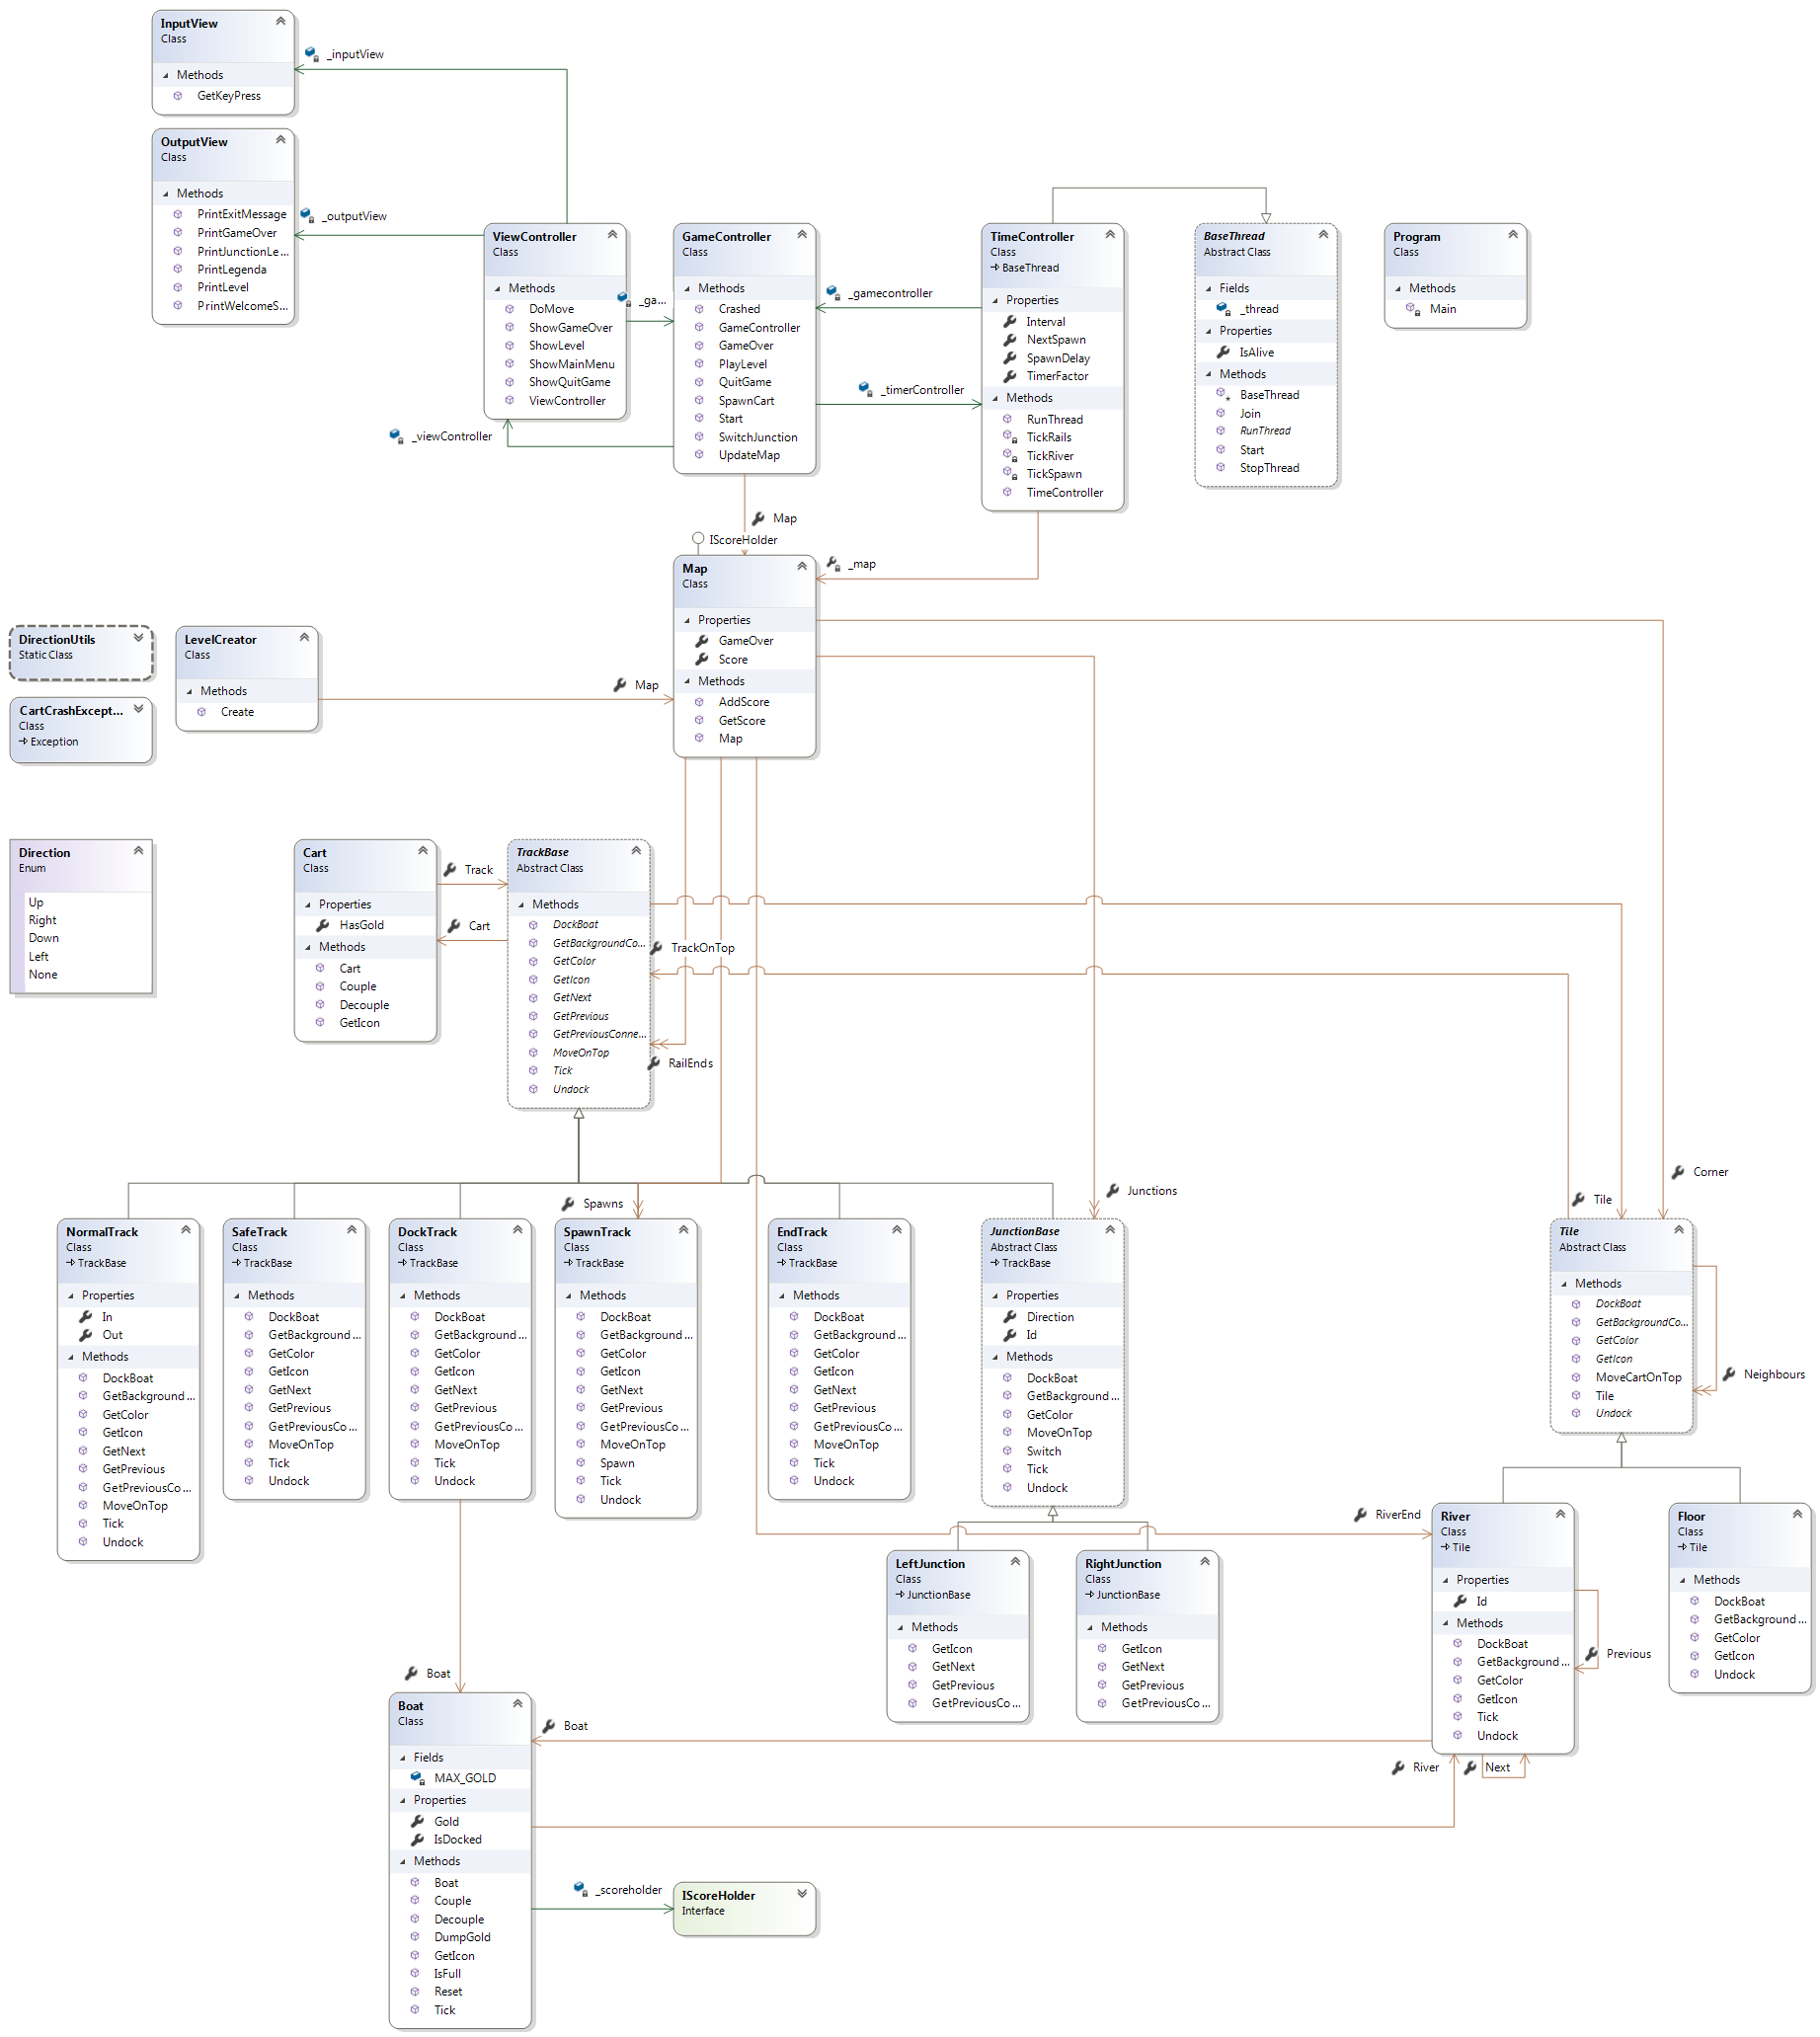 InputView
Class
Methods
GetKeyPress
_inputView
OutputView
Class
Methods
PrintExitMessage
PrintGameOver
PrintJunctionLe...
PrintLegenda
PrintLevel
PrintWelcomeS...
_outputView
ViewController
Class
Methods
DoMove
ShowGameOver
ShowLevel
ShowMainMenu
ShowQuitGame
ViewController
_ga...
_viewController
GameController
Class
Methods
Crashed
GameController
GameOver
PlayLevel
QuitGame
SpawnCart
Start
SwitchJunction
UpdateMap
_gamecontroller
_timerController
TimeController
Class
BaseThread
Properties
Interval
NextSpawn
SpawnDelay
TimerFactor
Methods
RunThread
TickRails
TickRiver
TickSpawn
TimeController
BaseThread
Abstract Class
Fields
_thread
Properties
IsAlive
Methods
BaseThread
Join
RunThread
Start
StopThread
Program
Class
Methods
Main
Map
IScoreHolder
_map
Map
Class
Properties
GameOver
Score
Methods
AddScore
GetScore
Map
DirectionUtils
Static Class
LevelCreator
Class
Methods
Create
Map
CartCrashExcept...
Class
Exception
Direction
Enum
Up
Right
Down
Left
None
Cart
Class
Properties
HasGold
Methods
Cart
Couple
Decouple
GetIcon
Track
Cart
TrackBase
Abstract Class
Methods
DockBoat
GetBackgroundCo...
GetColor
GetIcon
GetNext
GetPrevious
GetPreviousConne...
MoveOnTop
Tick
Undock
TrackOnTop
RailEnds
Spawns
Junctions
Corner
Tile
NormalTrack
Class
TrackBase
Properties
In
Out
Methods
DockBoat
GetBackground...
GetColor
GetIcon
GetNext
GetPrevious
GetPreviousCo...
MoveOnTop
Tick
Undock
SafeTrack
Class
TrackBase
Methods
DockBoat
GetBackground...
GetColor
GetIcon
GetNext
GetPrevious
GetPreviousCo...
MoveOnTop
Tick
Undock
DockTrack
Class
TrackBase
Methods
DockBoat
GetBackground...
GetColor
GetIcon
GetNext
GetPrevious
GetPreviousCo...
MoveOnTop
Tick
Undock
SpawnTrack
Class
TrackBase
Methods
DockBoat
GetBackground...
GetColor
GetIcon
GetNext
GetPrevious
GetPreviousCo...
MoveOnTop
Spawn
Tick
Undock
EndTrack
Class
TrackBase
Methods
DockBoat
GetBackground...
GetColor
GetIcon
GetNext
GetPrevious
GetPreviousCo...
MoveOnTop
Tick
Undock
JunctionBase
Abstract Class
TrackBase
Properties
Direction
Id
Methods
DockBoat
GetBackground...
GetColor
MoveOnTop
Switch
Tick
Undock
Tile
Abstract Class
Methods
DockBoat
GetBackgroundCo...
GetColor
GetIcon
MoveCartOnTop
Tile
Undock
Neighbours
LeftJunction
Class
JunctionBase
Methods
GetIcon
GetNext
GetPrevious
GetPreviousCo...
RightJunction
Class
JunctionBase
Methods
GetIcon
GetNext
GetPrevious
GetPreviousCo...
RiverEnd
River
Class
Tile
Properties
Id
Methods
DockBoat
GetBackground...
GetColor
GetIcon
Tick
Undock
Previous
Floor
Class
Tile
Methods
DockBoat
GetBackground...
GetColor
GetIcon
Undock
Boat
Boat
River
Next
Boat
Class
Fields
MAX_GOLD
Properties
Gold
IsDocked
Methods
Boat
Couple
Decouple
DumpGold
GetIcon
IsFull
Reset
Tick
_scoreholder
IScoreHolder
Interface